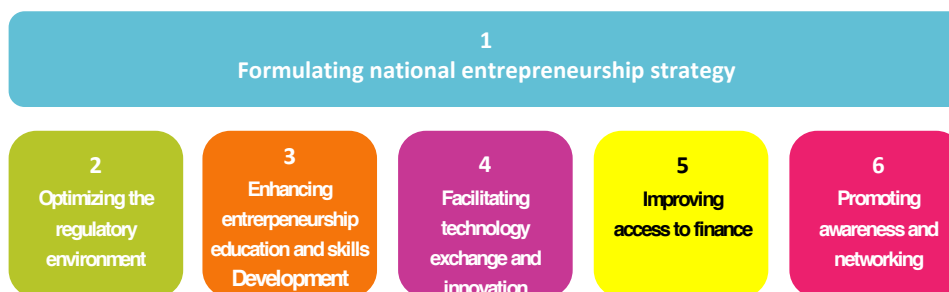 1
Formulating national entrepreneurship strategy
2
Optimizing the
regulatory
environment
3
Enhancing
entrerpeneurship
education and skills
Development
4
Facilitating
technology
exchange and
innovation
5
Improving
access to finance
6
Promoting
awareness and
networking